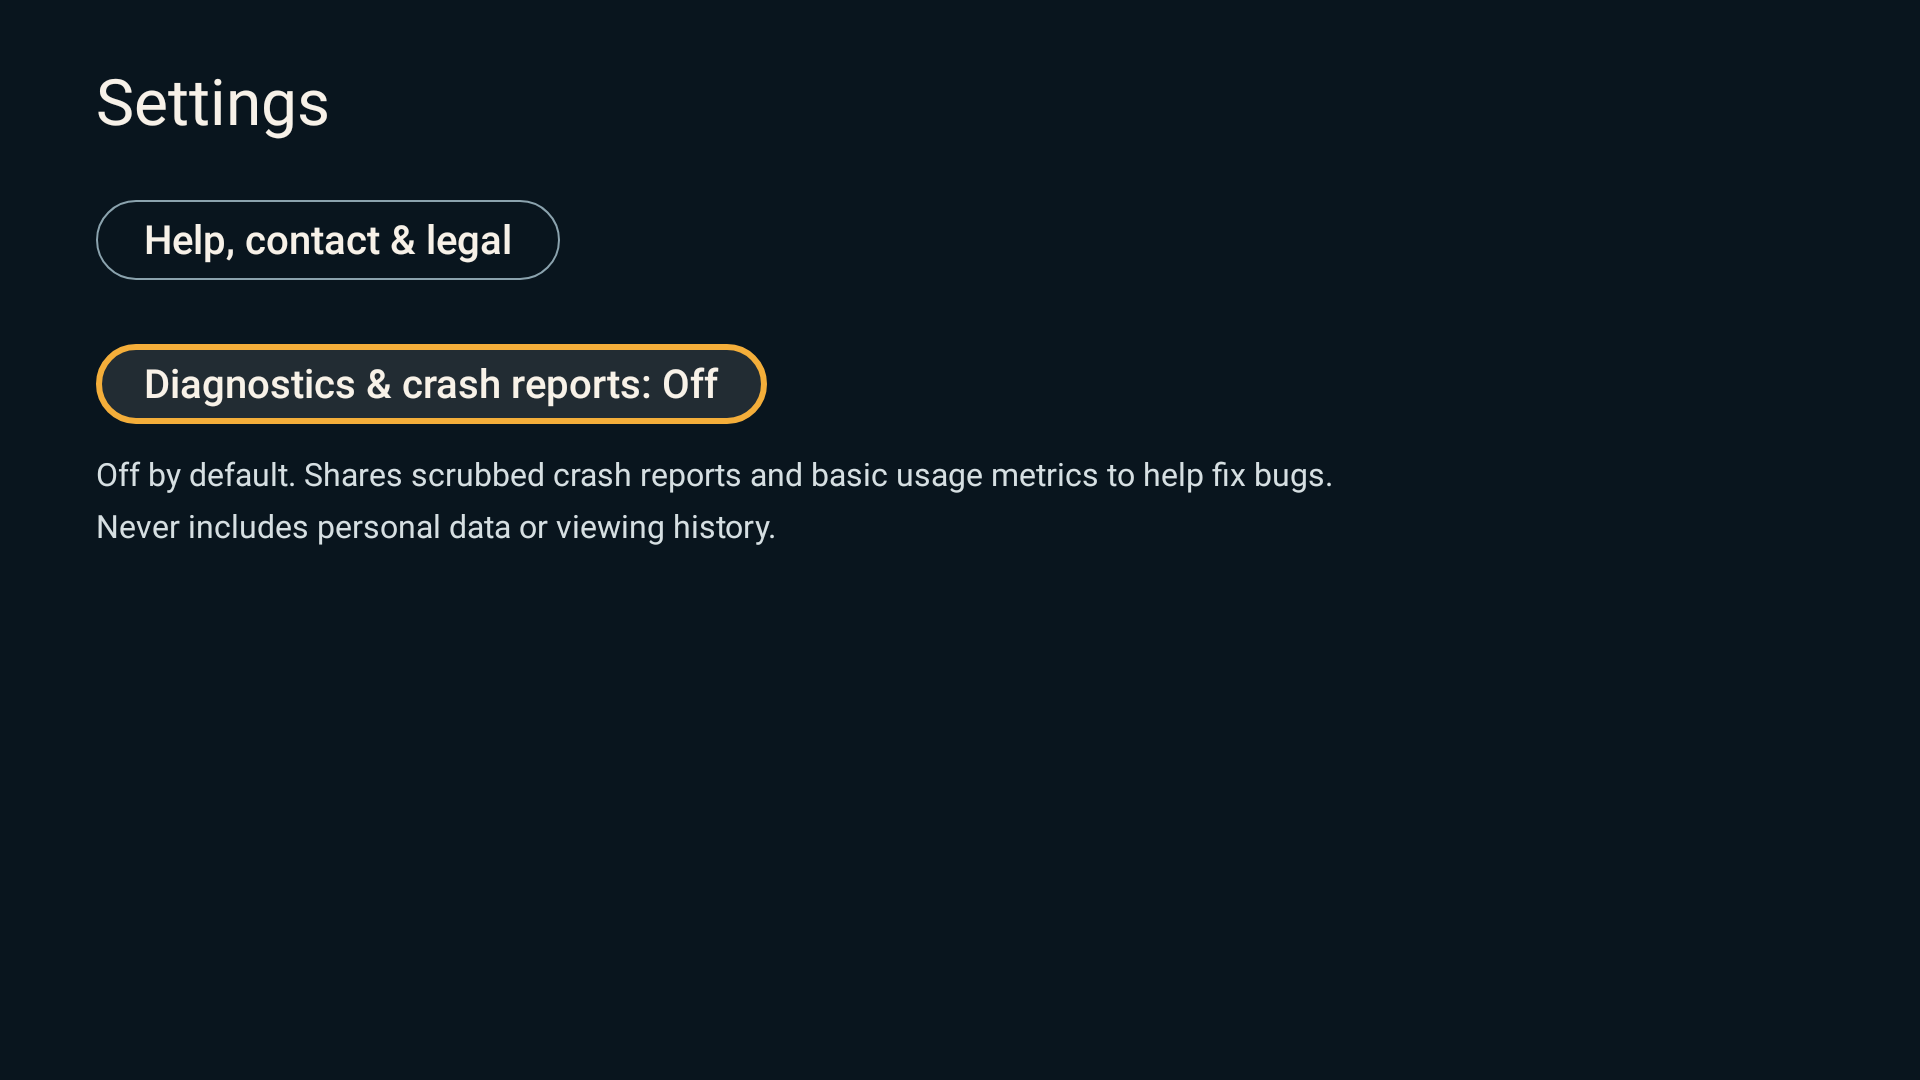 Settings
Help, contact & legal
Diagnostics & crash reports: Off
Off by default. Shares scrubbed crash reports and basic usage metrics to help fix bugs.
Never includes personal data or viewing history.